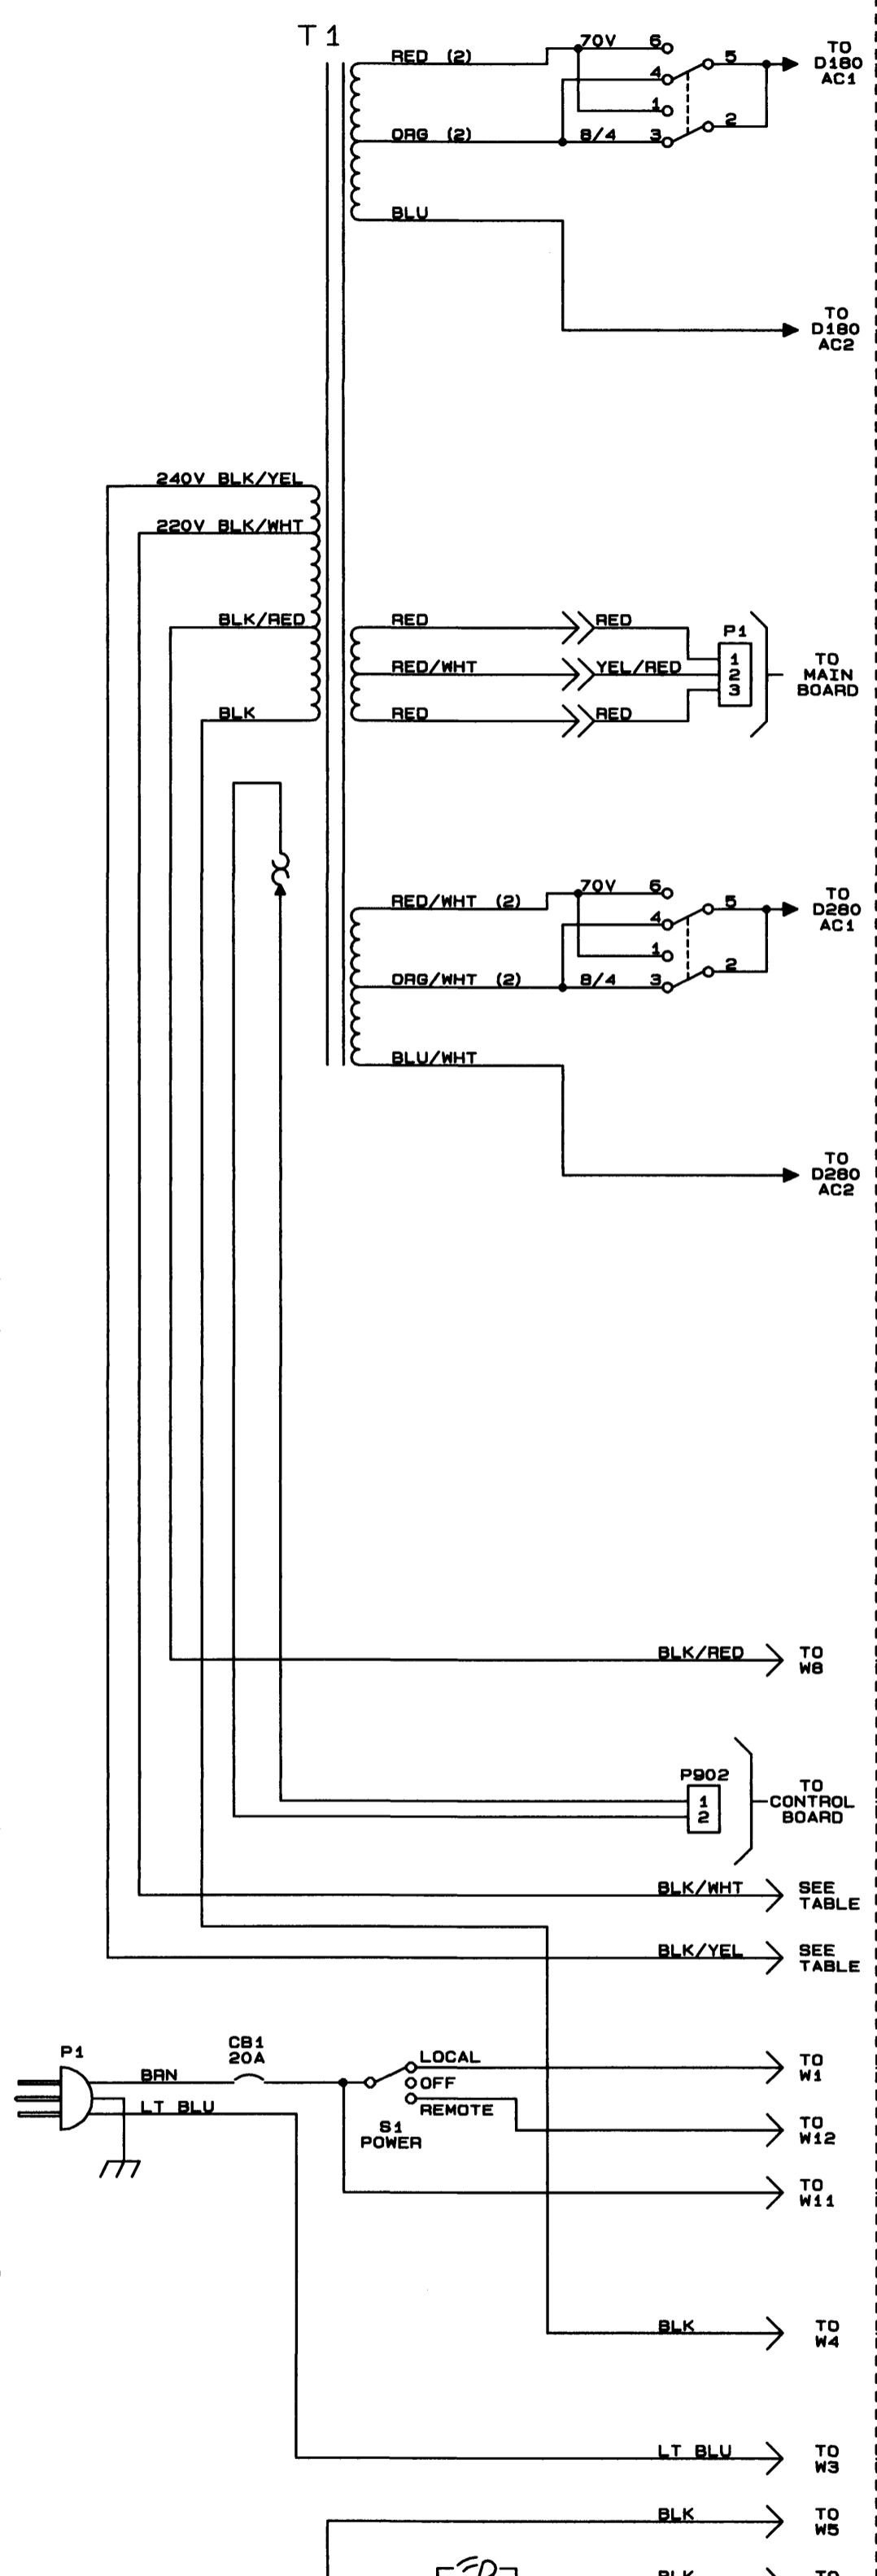 T1
RED (2)
70V 6
5
TO
D180
AC1
4
1
2
ORG (2)
8/4 3
BLU
TO
D180
AC2
240V BLK/YEL
220V BLK/WHT
BLK/RED
RED
RED
P1
1
2
3
RED/WHT
YEL/RED
TO
MAIN
BOARD
BLK
RED
RED
RED/WHT (2)
70V 6
5
TO
D280
AC1
4
1
2
ORG/WHT (2)
8/4 3
BLU/WHT
TO
D280
AC2
BLK/RED
TO
W8
P902
1
2
TO
CONTROL
BOARD
BLK/WHT
SEE
TABLE
BLK/YEL
SEE
TABLE
P1
BRN
CB1
20A
LOCAL
OFF
REMOTE
TO
W1
LT BLU
S1
POWER
TO
W12
TO
W11
BLK
TO
W4
LT BLU
TO
W3
BLK
TO
W5